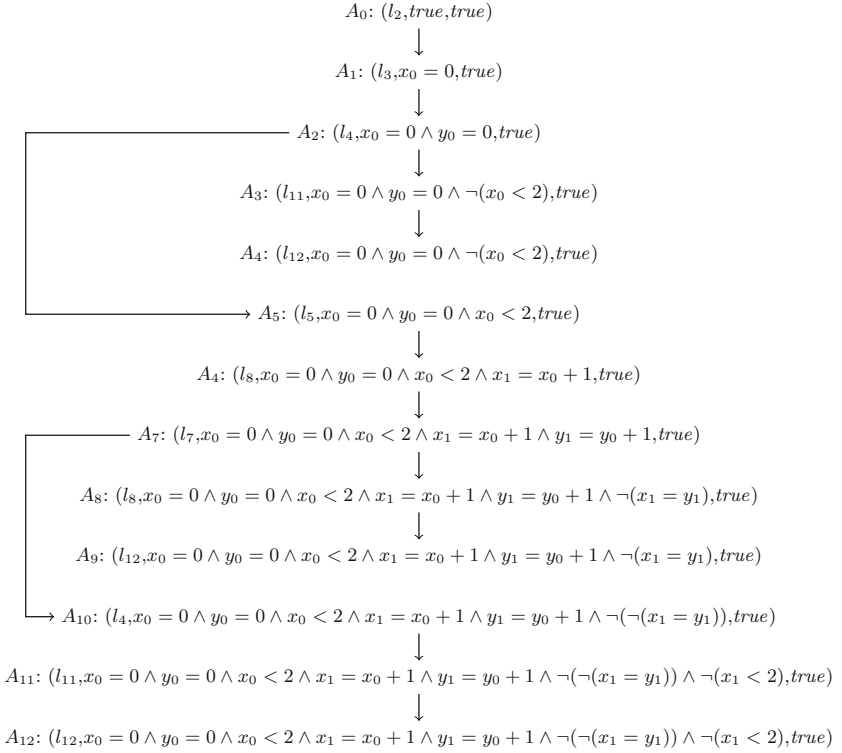 A₀: (l₂,true,true)
A₁: (l₃,x₀ = 0,true)
A₂: (l₄,x₀ = 0 ∧ y₀ = 0,true)
A₃: (l₁₁,x₀ = 0 ∧ y₀ = 0 ∧ ¬(x₀ < 2),true)
A₄: (l₁₂,x₀ = 0 ∧ y₀ = 0 ∧ ¬(x₀ < 2),true)
A₅: (l₅,x₀ = 0 ∧ y₀ = 0 ∧ x₀ < 2,true)
A₄: (l₈,x₀ = 0 ∧ y₀ = 0 ∧ x₀ < 2 ∧ x₁ = x₀ + 1,true)
A₇: (l₇,x₀ = 0 ∧ y₀ = 0 ∧ x₀ < 2 ∧ x₁ = x₀ + 1 ∧ y₁ = y₀ + 1,true)
A₈: (l₈,x₀ = 0 ∧ y₀ = 0 ∧ x₀ < 2 ∧ x₁ = x₀ + 1 ∧ y₁ = y₀ + 1 ∧ ¬(x₁ = y₁),true)
A₉: (l₁₂,x₀ = 0 ∧ y₀ = 0 ∧ x₀ < 2 ∧ x₁ = x₀ + 1 ∧ y₁ = y₀ + 1 ∧ ¬(x₁ = y₁),true)
A₁₀: (l₄,x₀ = 0 ∧ y₀ = 0 ∧ x₀ < 2 ∧ x₁ = x₀ + 1 ∧ y₁ = y₀ + 1 ∧ ¬(¬(x₁ = y₁)),true)
A₁₁: (l₁₁,x₀ = 0 ∧ y₀ = 0 ∧ x₀ < 2 ∧ x₁ = x₀ + 1 ∧ y₁ = y₀ + 1 ∧ ¬(¬(x₁ = y₁)) ∧ ¬(x₁ < 2),true)
A₁₂: (l₁₂,x₀ = 0 ∧ y₀ = 0 ∧ x₀ < 2 ∧ x₁ = x₀ + 1 ∧ y₁ = y₀ + 1 ∧ ¬(¬(x₁ = y₁)) ∧ ¬(x₁ < 2),true)